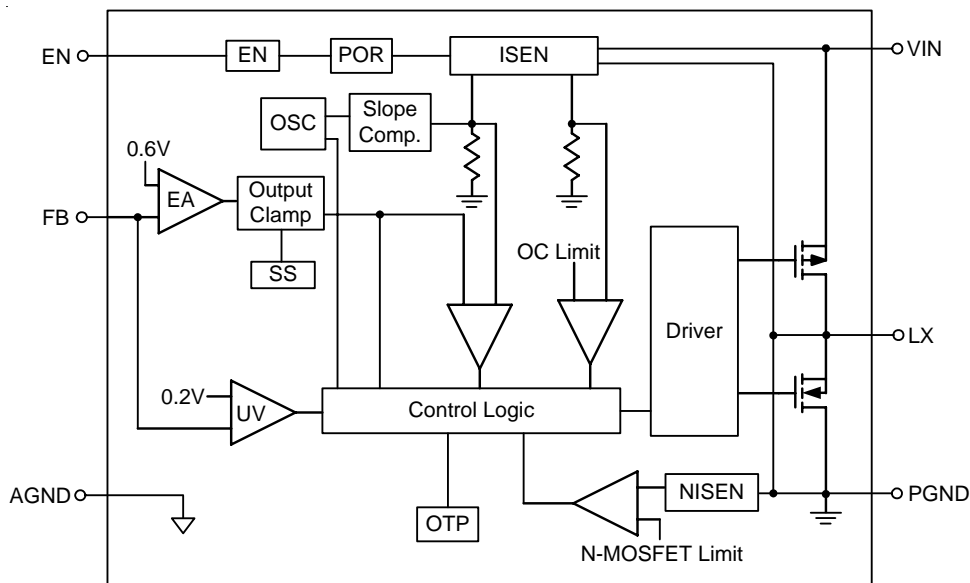 EN
EN
POR
ISEN
VIN
OSC
Slope
Comp.
0.6V
EA
Output
Clamp
FB
SS
OC Limit
Driver
LX
0.2V
UV
Control Logic
AGND
OTP
NISEN
PGND
N-MOSFET Limit